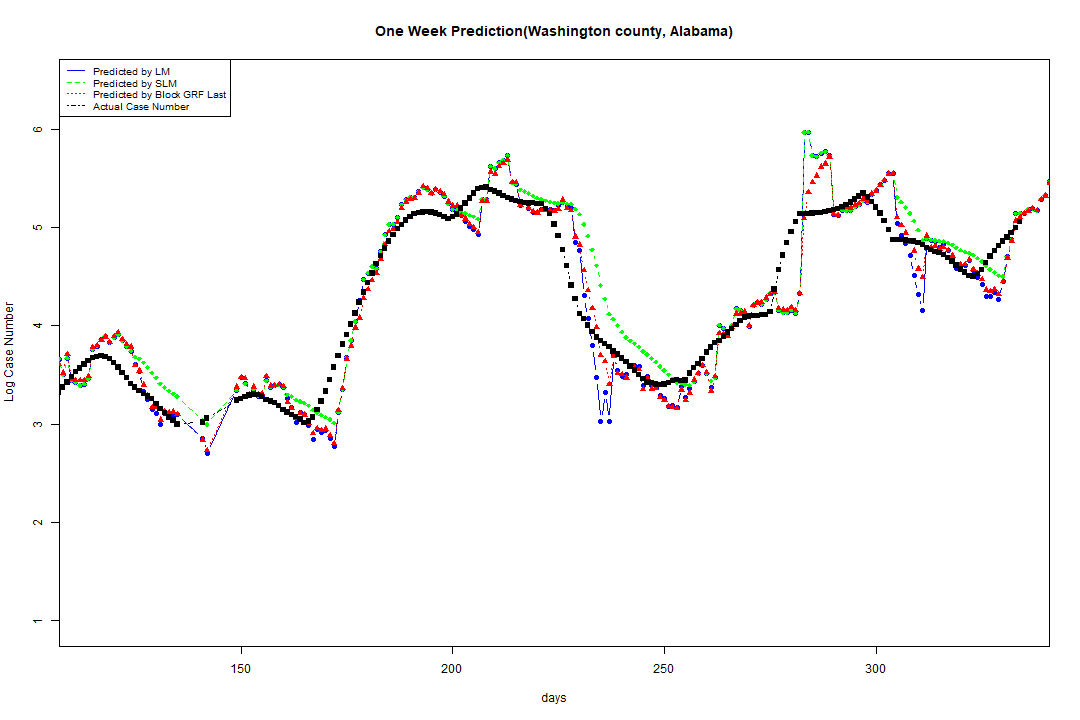 One Week Prediction(Washington county, Alabama)
Predicted by LM
Predicted by SLM
Predicted by Block GRF Last
Actual Case Number
6
5
4
3
2
1
Log Case Number
150 200 250 300
days